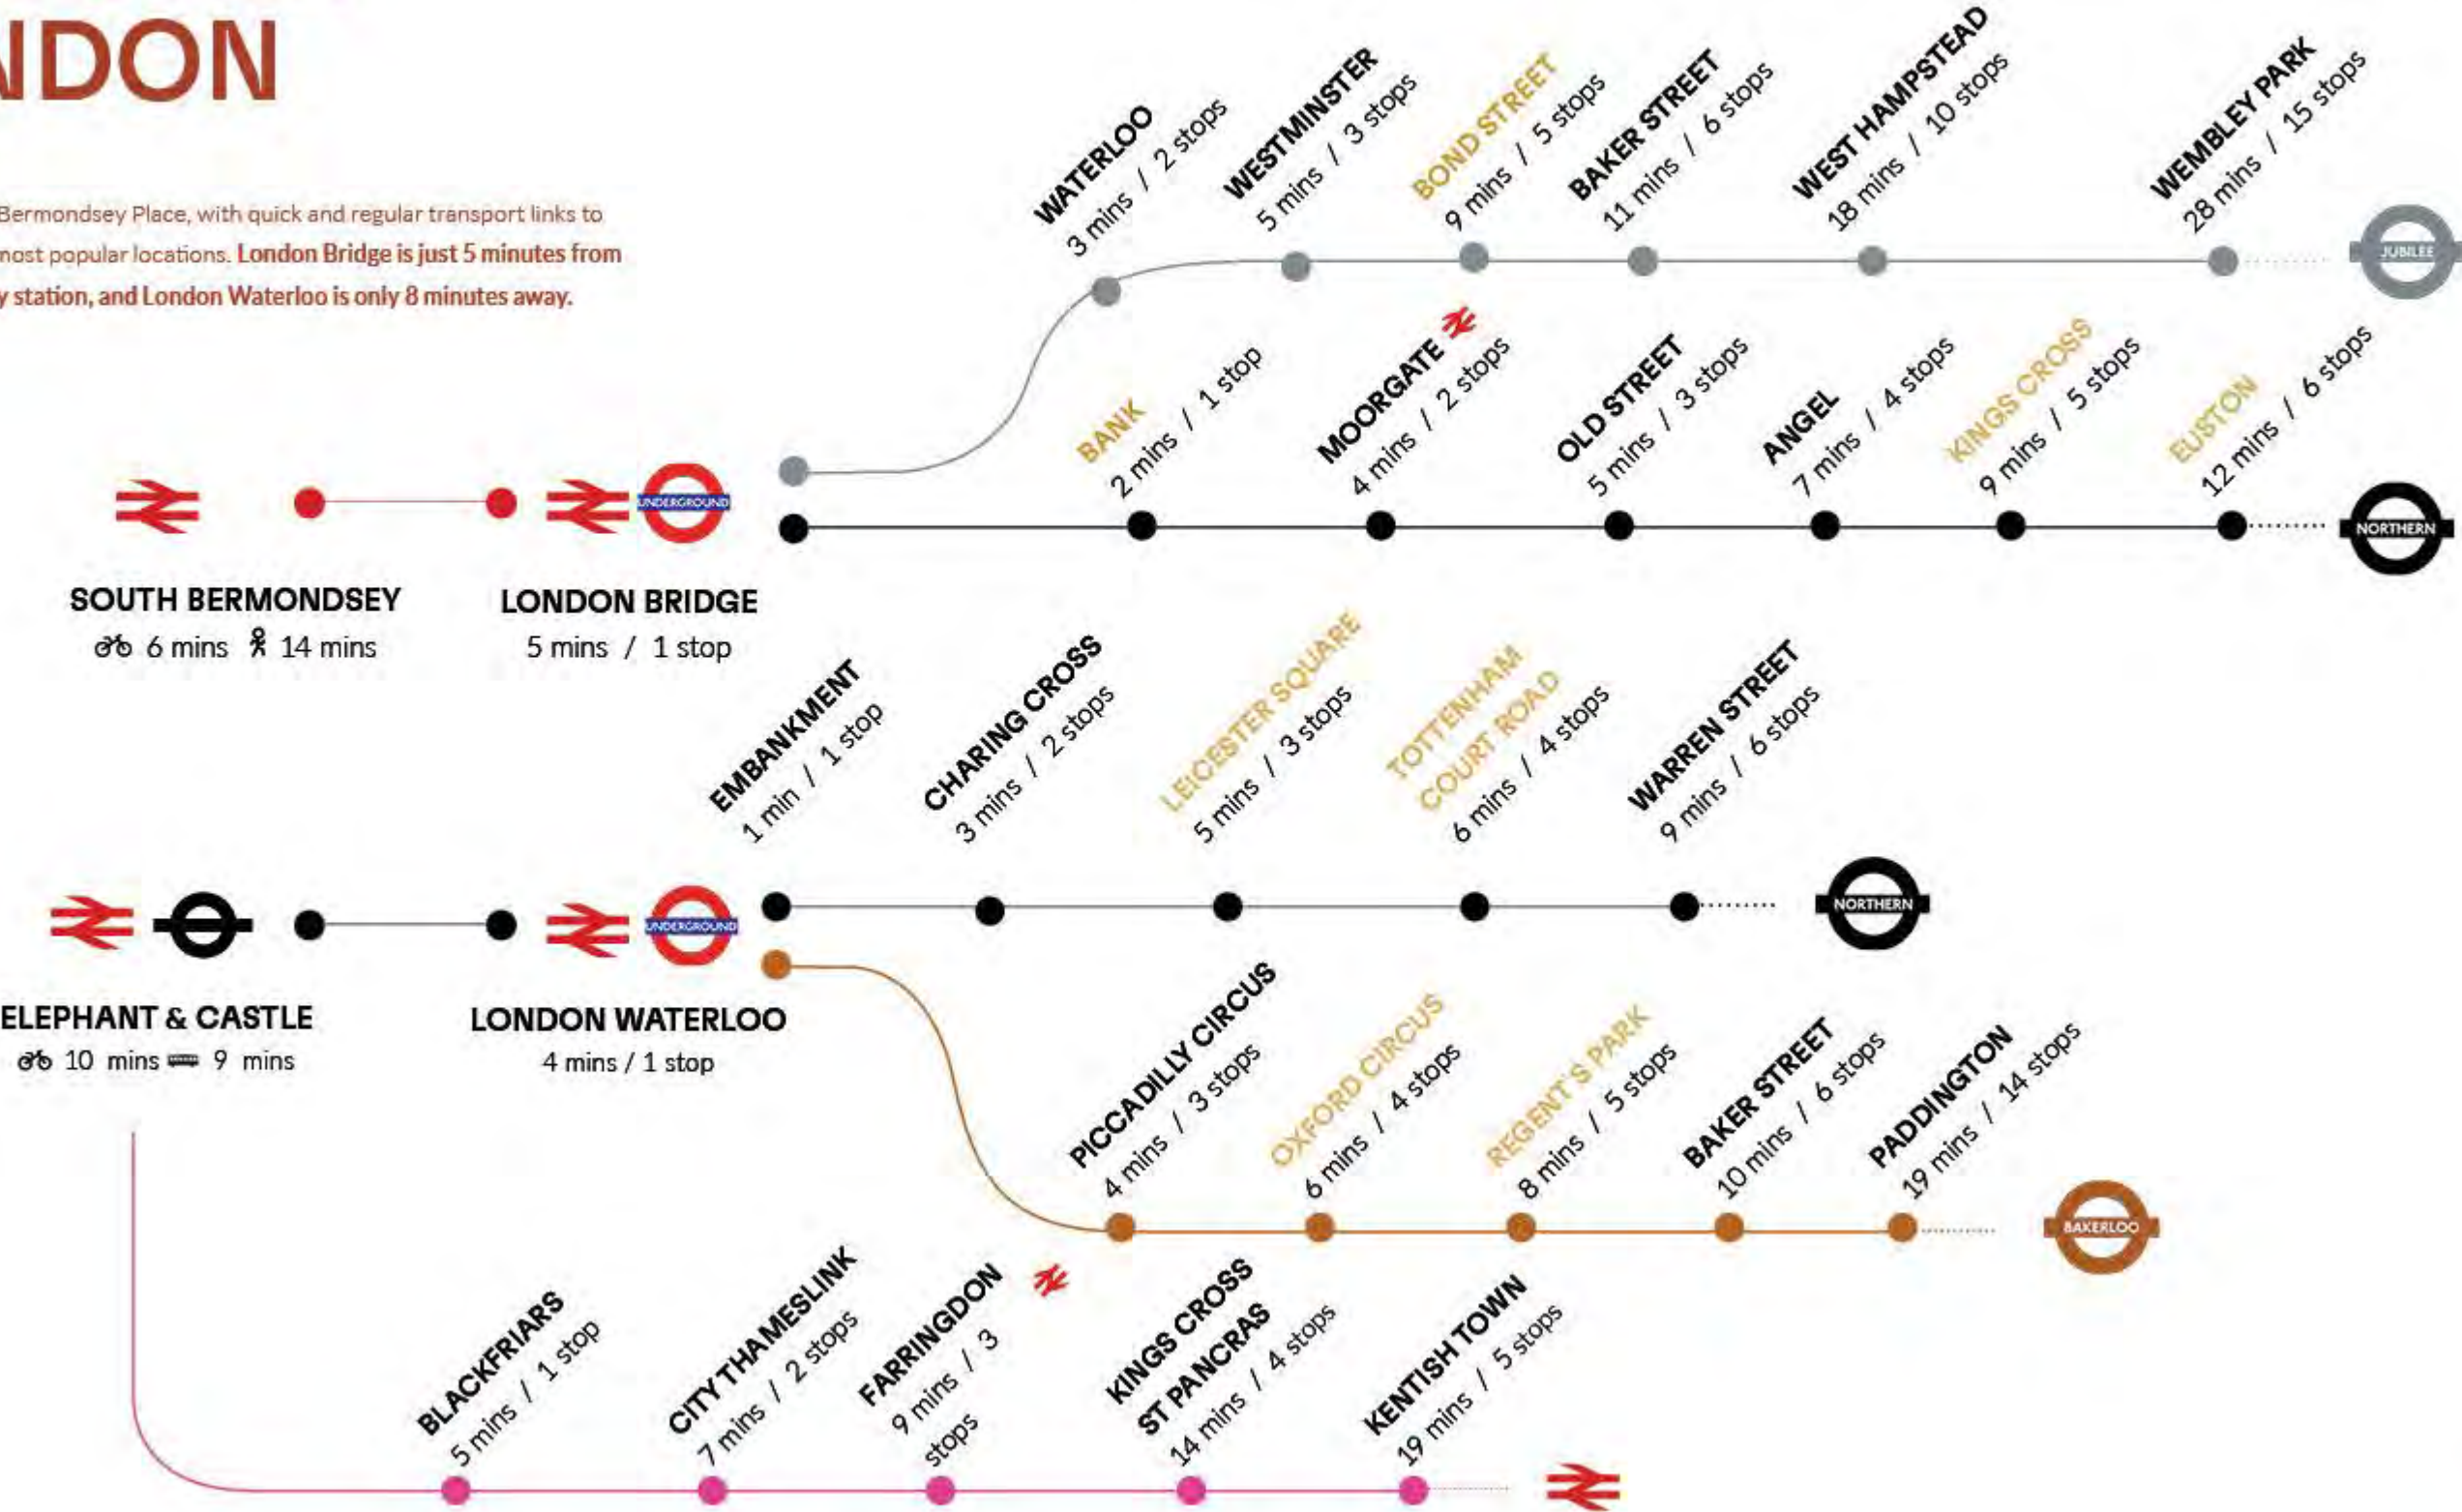 NDON
Bermondsey Place, with quick and regular transport links to
most popular locations. London Bridge is just 5 minutes from
y station, and London Waterloo is only 8 minutes away.
WATERLOO
3 mins / 2 stops
WESTMINSTER
5 mins / 3 stops
BOND STREET
9 mins / 5 stops
BAKER STREET
11 mins / 6 stops
WEST HAMPSTEAD
18 mins / 10 stops
WEMBLEY PARK
28 mins / 15 stops
JUBILEE
BANK
2 mins / 1 stop
MOORGATE
4 mins / 2 stops
OLD STREET
5 mins / 3 stops
ANGEL
7 mins / 4 stops
KINGS CROSS
9 mins / 5 stops
EUSTON
12 mins / 6 stops
NORTHERN
UNDERGROUND
SOUTH BERMONDSEY
6 mins 14 mins
LONDON BRIDGE
5 mins / 1 stop
EMBANKMENT
1 min / 1 stop
CHARING CROSS
3 mins / 2 stops
LEICESTER SQUARE
5 mins / 3 stops
TOTTENHAM
COURT ROAD
6 mins / 4 stops
WARREN STREET
9 mins / 6 stops
NORTHERN
UNDERGROUND
ELEPHANT & CASTLE
10 mins 9 mins
LONDON WATERLOO
4 mins / 1 stop
PICCADILLY CIRCUS
4 mins / 3 stops
OXFORD CIRCUS
6 mins / 4 stops
REGENT'S PARK
8 mins / 5 stops
BAKER STREET
10 mins / 6 stops
PADDINGTON
19 mins / 14 stops
BAKERLOO
BLACKFRIARS
5 mins / 1 stop
CITY THAMESLINK
7 mins / 2 stops
FARRINGDON
9 mins / 3
stops
KINGS CROSS
ST PANCRAS
14 mins / 4 stops
KENTISH TOWN
19 mins / 5 stops